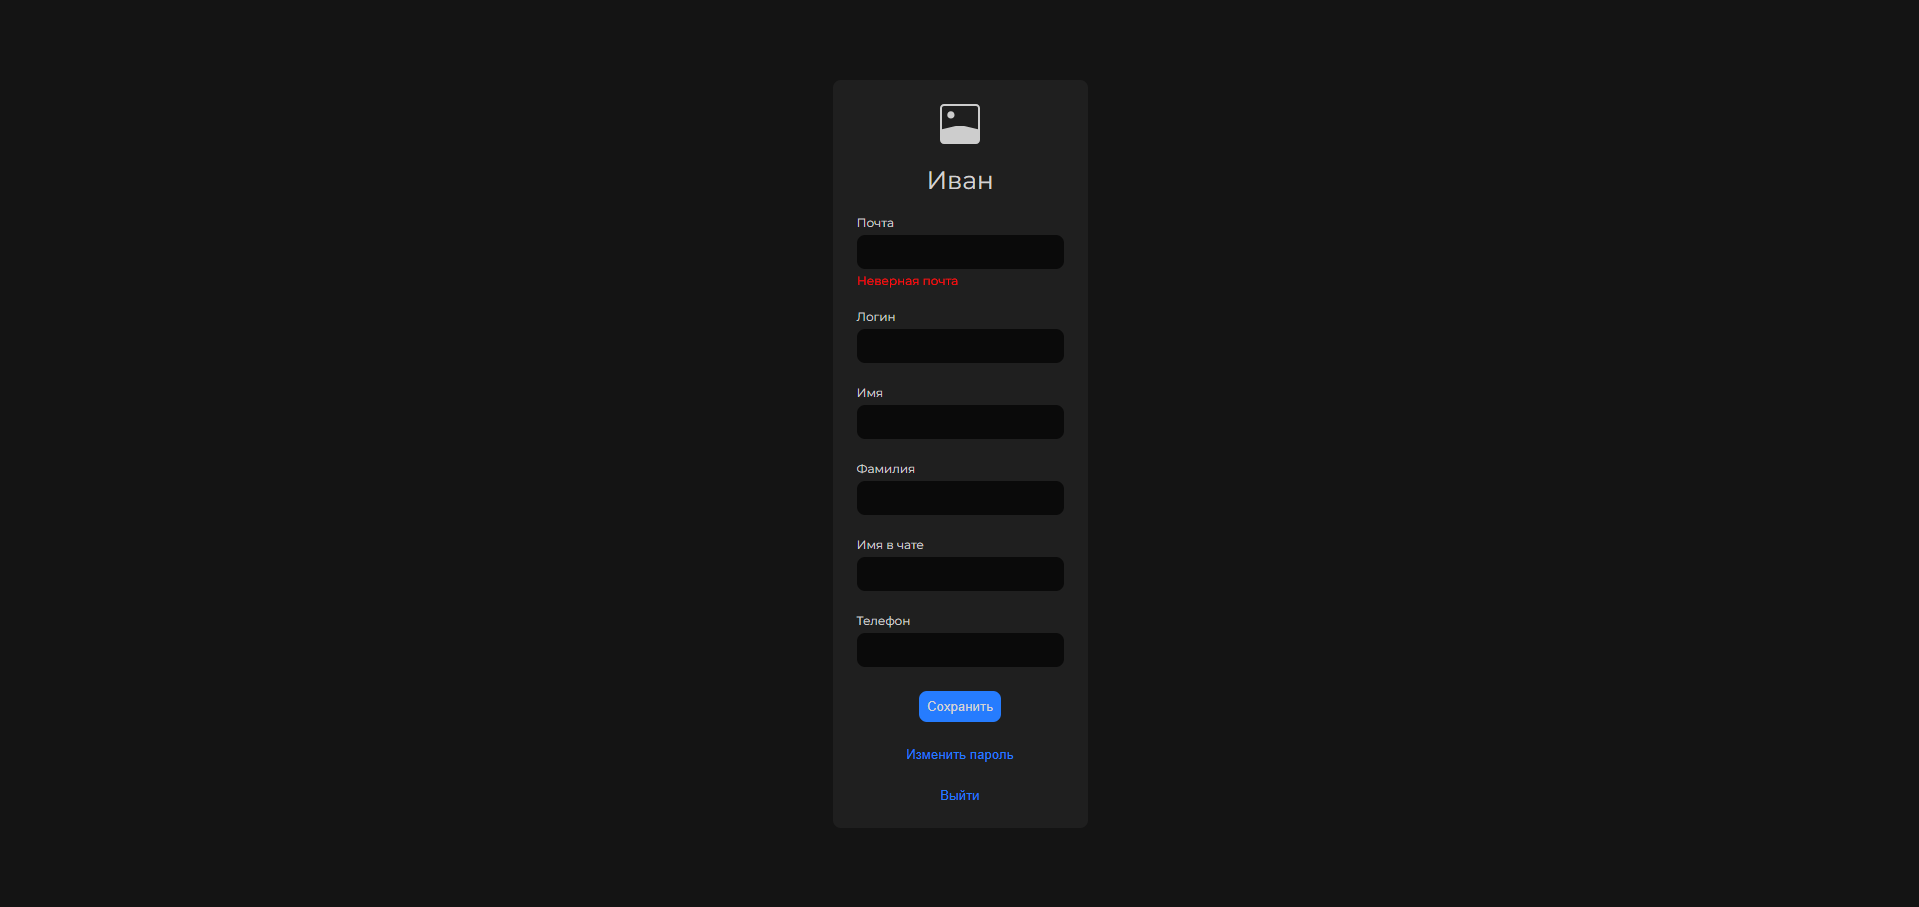 Иван
Почта
Неверная почта
Логин
Имя
Фамилия
Имя в чате
Телефон
Сохранить
Изменить пароль
Выйти